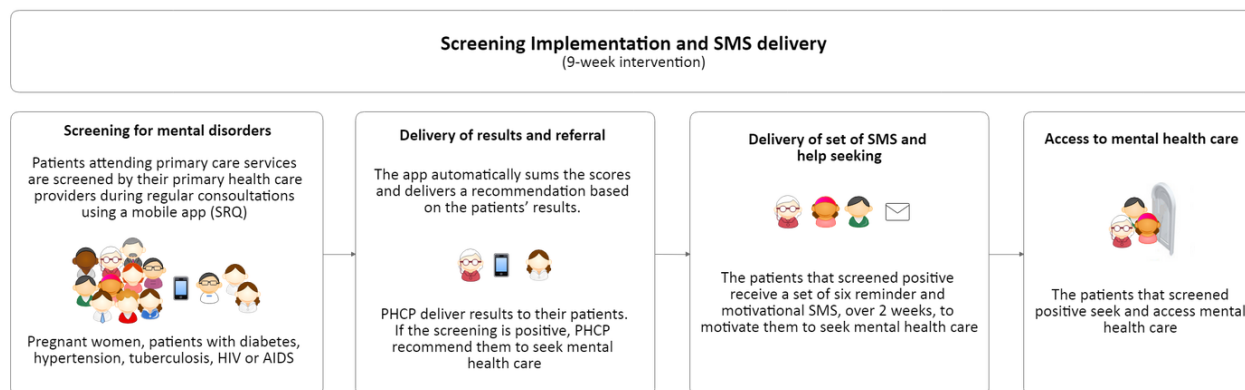 Screening Implementation and SMS delivery
(9-week intervention)
Screening for mental disorders
Patients attending primary care services
are screened by their primary health care
providers during regular consoultations
using a mobile app (SRQ)
Pregnant women, patients with diabetes,
hypertension, tuberculosis, HIV or AIDS
Delivery of results and referral
The app automatically sums the scores
and delivers a recommendation based
on the patients’ results.
PHCP deliver results to their patients.
If the screening is positive, PHCP
recommend them to seek mental
health care
Delivery of set of SMS and
help seeking
The patients that screened positive
receive a set of six reminder and
motivational SMS, over 2 weeks, to
motivate them to seek mental health care
Access to mental health care
The patients that screened
positive seek and access mental
health care